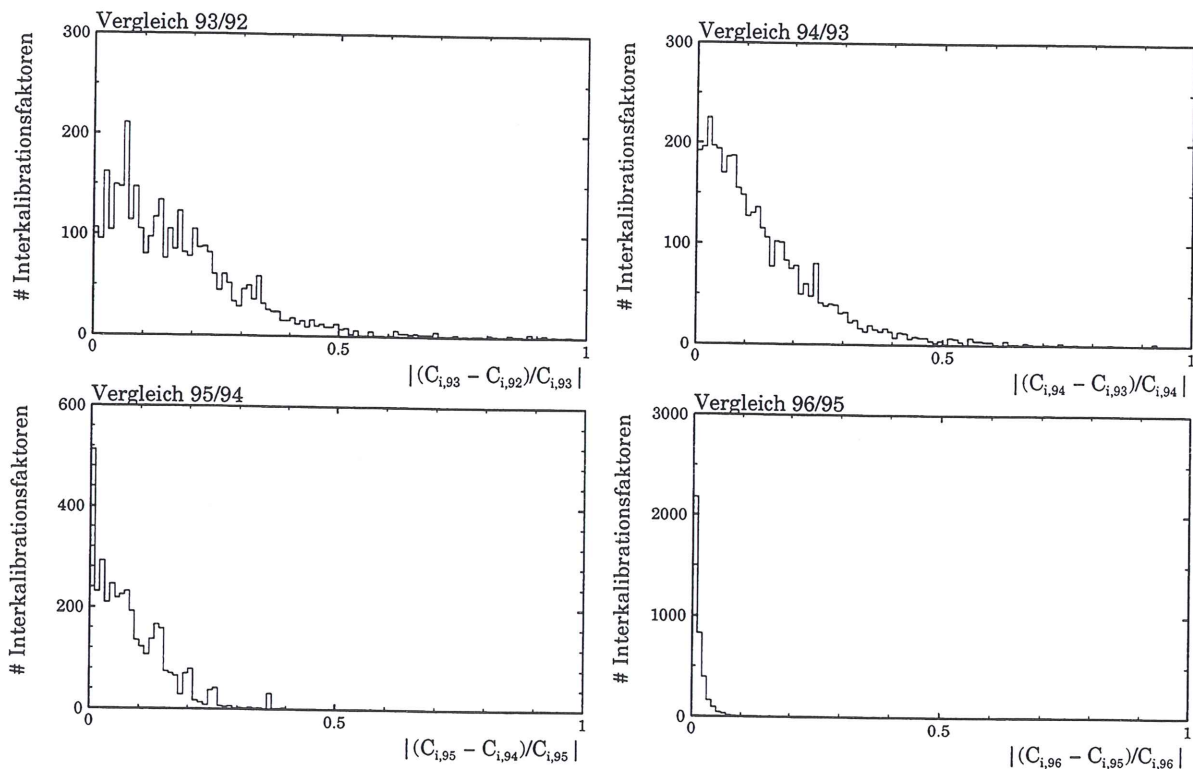 Vergleich 93/92
# Interkalibrationsfaktoren
300
200
100
0
0
0.5
1
| (C_{i,93} − C_{i,92})/C_{i,93} |
Vergleich 94/93
# Interkalibrationsfaktoren
300
200
100
0
0
0.5
1
| (C_{i,94} − C_{i,93})/C_{i,94} |
Vergleich 95/94
# Interkalibrationsfaktoren
600
400
200
0
0
0.5
1
| (C_{i,95} − C_{i,94})/C_{i,95} |
Vergleich 96/95
# Interkalibrationsfaktoren
3000
2000
1000
0
0
0.5
1
| (C_{i,96} − C_{i,95})/C_{i,96} |